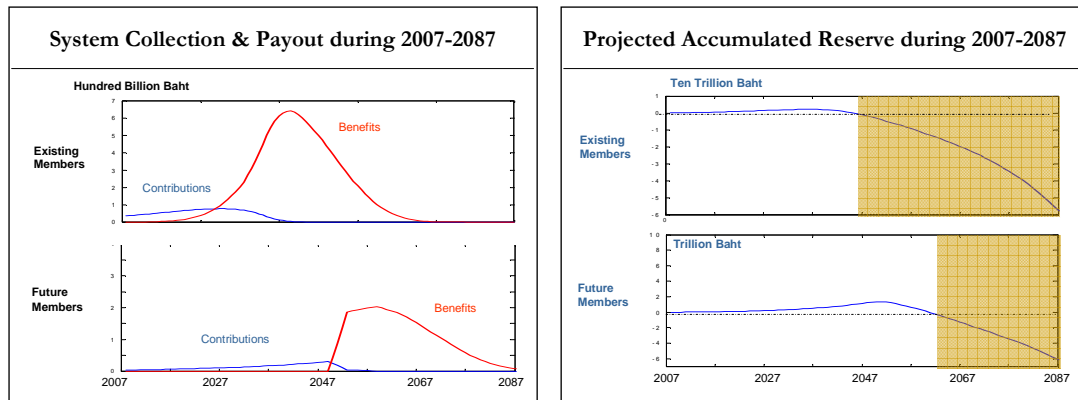 System Collection & Payout during 2007-2087
Hundred Billion Baht
7
6
5
4
3
2
1
0
Existing
Members
Benefits
Contributions
Future
Members
2
1
0
Benefits
Contributions
2007
2027
2047
2067
2087
Projected Accumulated Reserve during 2007-2087
Ten Trillion Baht
1
0
-1
-2
-3
-4
-5
-6
0
Existing
Members
Trillion Baht
10
8
6
4
2
0
-2
-4
-6
Future
Members
2007
2027
2047
2067
2087